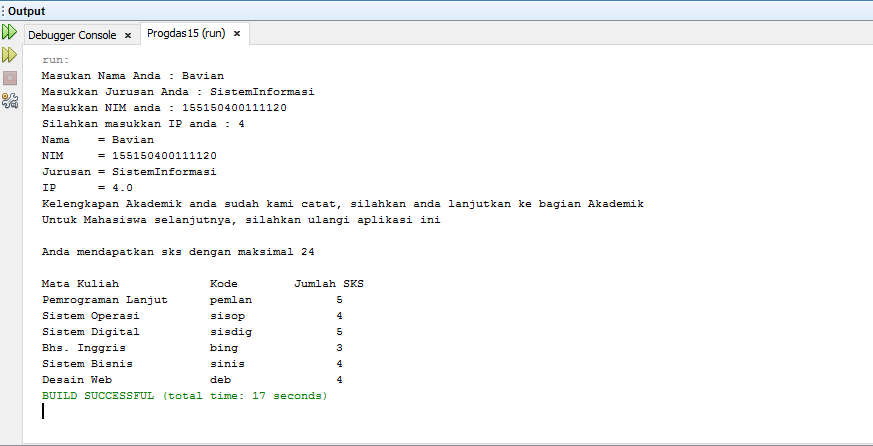 Output
Debugger Console × Progdas15 (run) ×
run:
Masukan Nama Anda : Bavian
Masukkan Jurusan Anda : SistemInformasi
Masukkan NIM anda : 155150400111120
Silahkan masukkan IP anda : 4
Nama    = Bavian
NIM     = 155150400111120
Jurusan = SistemInformasi
IP      = 4.0
Kelengkapan Akademik anda sudah kami catat, silahkan anda lanjutkan ke bagian Akademik
Untuk Mahasiswa selanjutnya, silahkan ulangi aplikasi ini
Anda mendapatkan sks dengan maksimal 24
Mata Kuliah             Kode        Jumlah SKS
Pemrograman Lanjut      pemlan            5
Sistem Operasi          sisop             4
Sistem Digital          sisdig            5
Bhs. Inggris            bing              3
Sistem Bisnis           sinis             4
Desain Web              deb               4
BUILD SUCCESSFUL (total time: 17 seconds)